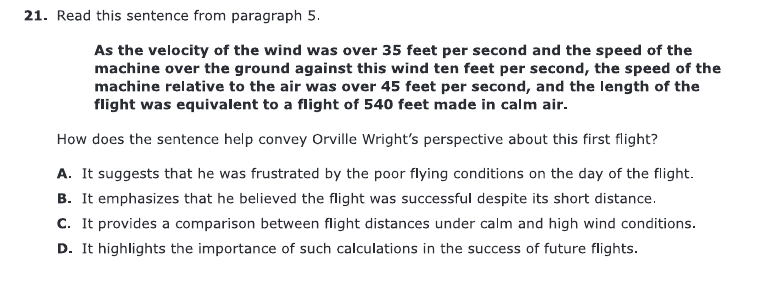 21. Read this sentence from paragraph 5.
As the velocity of the wind was over 35 feet per second and the speed of the
machine over the ground against this wind ten feet per second, the speed of the
machine relative to the air was over 45 feet per second, and the length of the
flight was equivalent to a flight of 540 feet made in calm air.
How does the sentence help convey Orville Wright's perspective about this first flight?
A. It suggests that he was frustrated by the poor flying conditions on the day of the flight.
B. It emphasizes that he believed the flight was successful despite its short distance.
C. It provides a comparison between flight distances under calm and high wind conditions.
D. It highlights the importance of such calculations in the success of future flights.